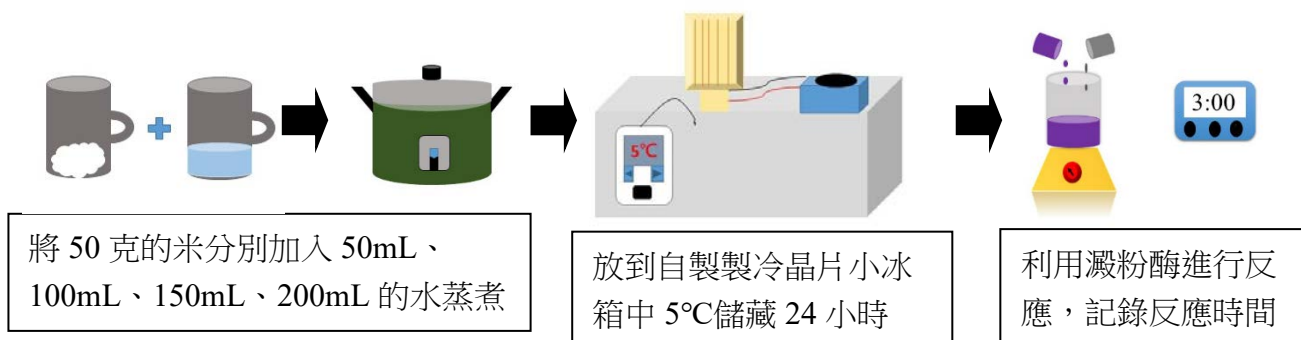 5℃
3:00
將 50 克的米分別加入 50mL、
100mL、150mL、200mL 的水蒸煮
放到自製製冷晶片小冰
箱中 5℃儲藏 24 小時
利用澱粉酶進行反
應，記錄反應時間